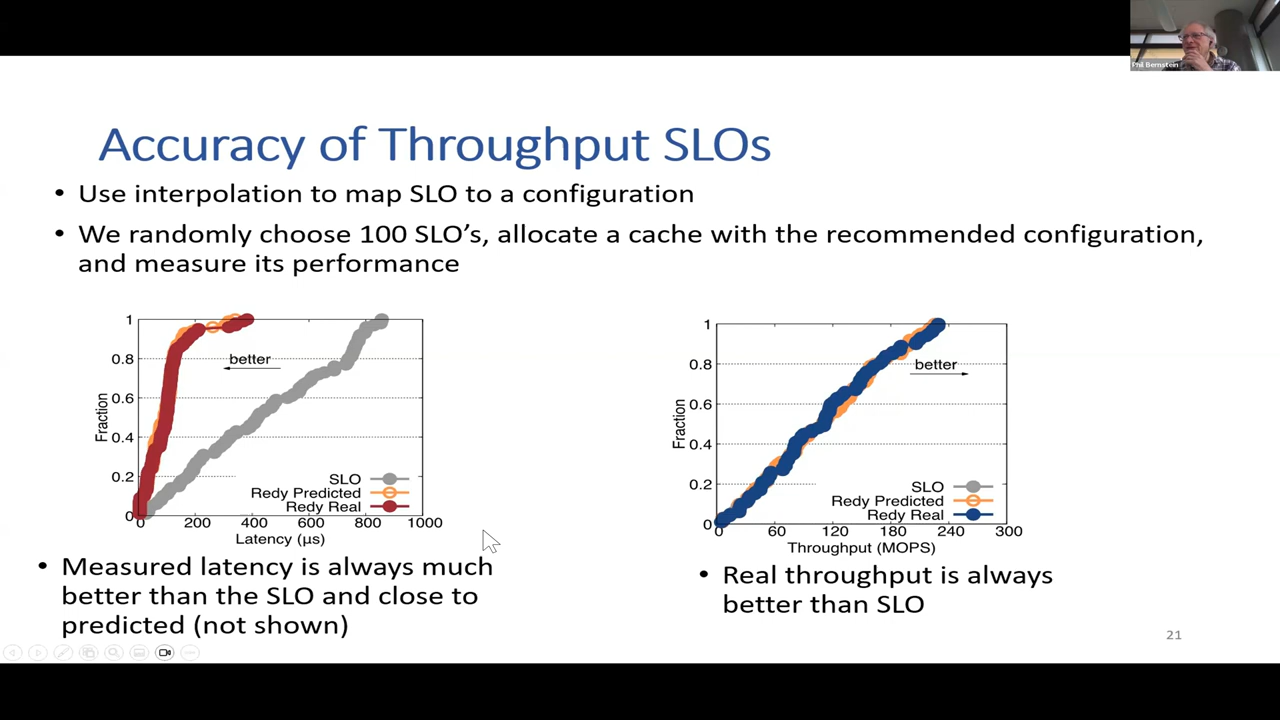 Phil Bernstein
Accuracy of Throughput SLOs
• Use interpolation to map SLO to a configuration
• We randomly choose 100 SLO's, allocate a cache with the recommended configuration,
and measure its performance
1
0.8
0.6
0.4
0.2
0
Fraction
better
SLO
Redy Predicted
Redy Real
200
400
600
800
1000
Latency (μs)
1
0.8
0.6
0.4
0.2
0
Fraction
better
SLO
Redy Predicted
Redy Real
0
60
120
180
240
300
Throughput (MOPS)
• Measured latency is always much
better than the SLO and close to
predicted (not shown)
• Real throughput is always
better than SLO
21